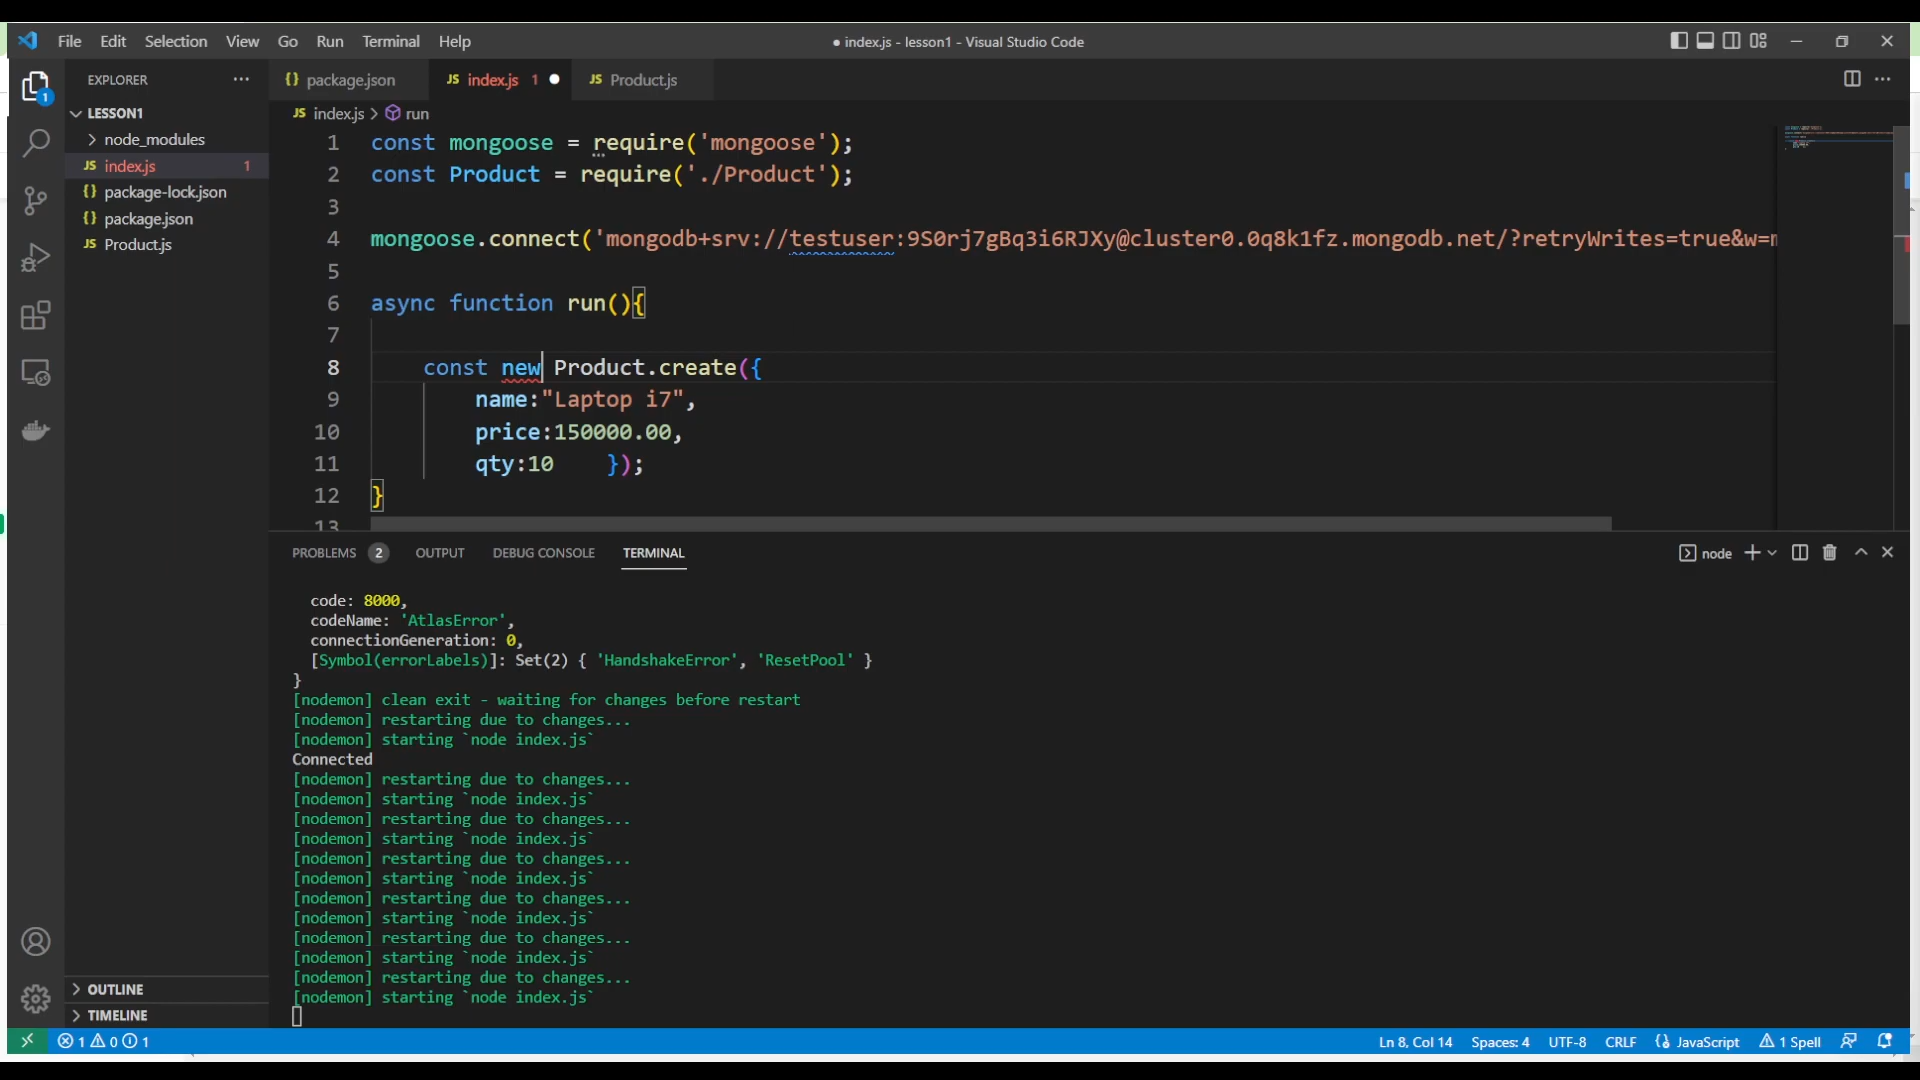 File Edit Selection View Go Run Terminal Help
● index.js - lesson1 - Visual Studio Code
EXPLORER
LESSON1
node_modules
JS index.js 1
{} package-lock.json
{} package.json
JS Product.js
OUTLINE
TIMELINE
1
{} package.json
JS index.js 1
JS Product.js
JS index.js > run
1 const mongoose = require('mongoose');
2 const Product = require('./Product');
3
4 mongoose.connect('mongodb+srv://testuser:9S0rj7gBq3i6RJXy@cluster0.0q8k1fz.mongodb.net/?retryWrites=true&w=
5
6 async function run(){
7
8 const new Product.create({
9 name:"Laptop i7",
10 price:150000.00,
11 qty:10 });
12 }
13
PROBLEMS 2 OUTPUT DEBUG CONSOLE TERMINAL
node
code: 8000,
codeName: 'AtlasError',
connectionGeneration: 0,
[Symbol(errorLabels)]: Set(2) { 'HandshakeError', 'ResetPool' }
}
[nodemon] clean exit - waiting for changes before restart
[nodemon] restarting due to changes...
[nodemon] starting `node index.js`
Connected
[nodemon] restarting due to changes...
[nodemon] starting `node index.js`
[nodemon] restarting due to changes...
[nodemon] starting `node index.js`
[nodemon] restarting due to changes...
[nodemon] starting `node index.js`
[nodemon] restarting due to changes...
[nodemon] starting `node index.js`
[nodemon] restarting due to changes...
[nodemon] starting `node index.js`
[nodemon] restarting due to changes...
[nodemon] starting `node index.js`
1 0 1
Ln 8, Col 14 Spaces: 4 UTF-8 CRLF {} JavaScript 1 Spell